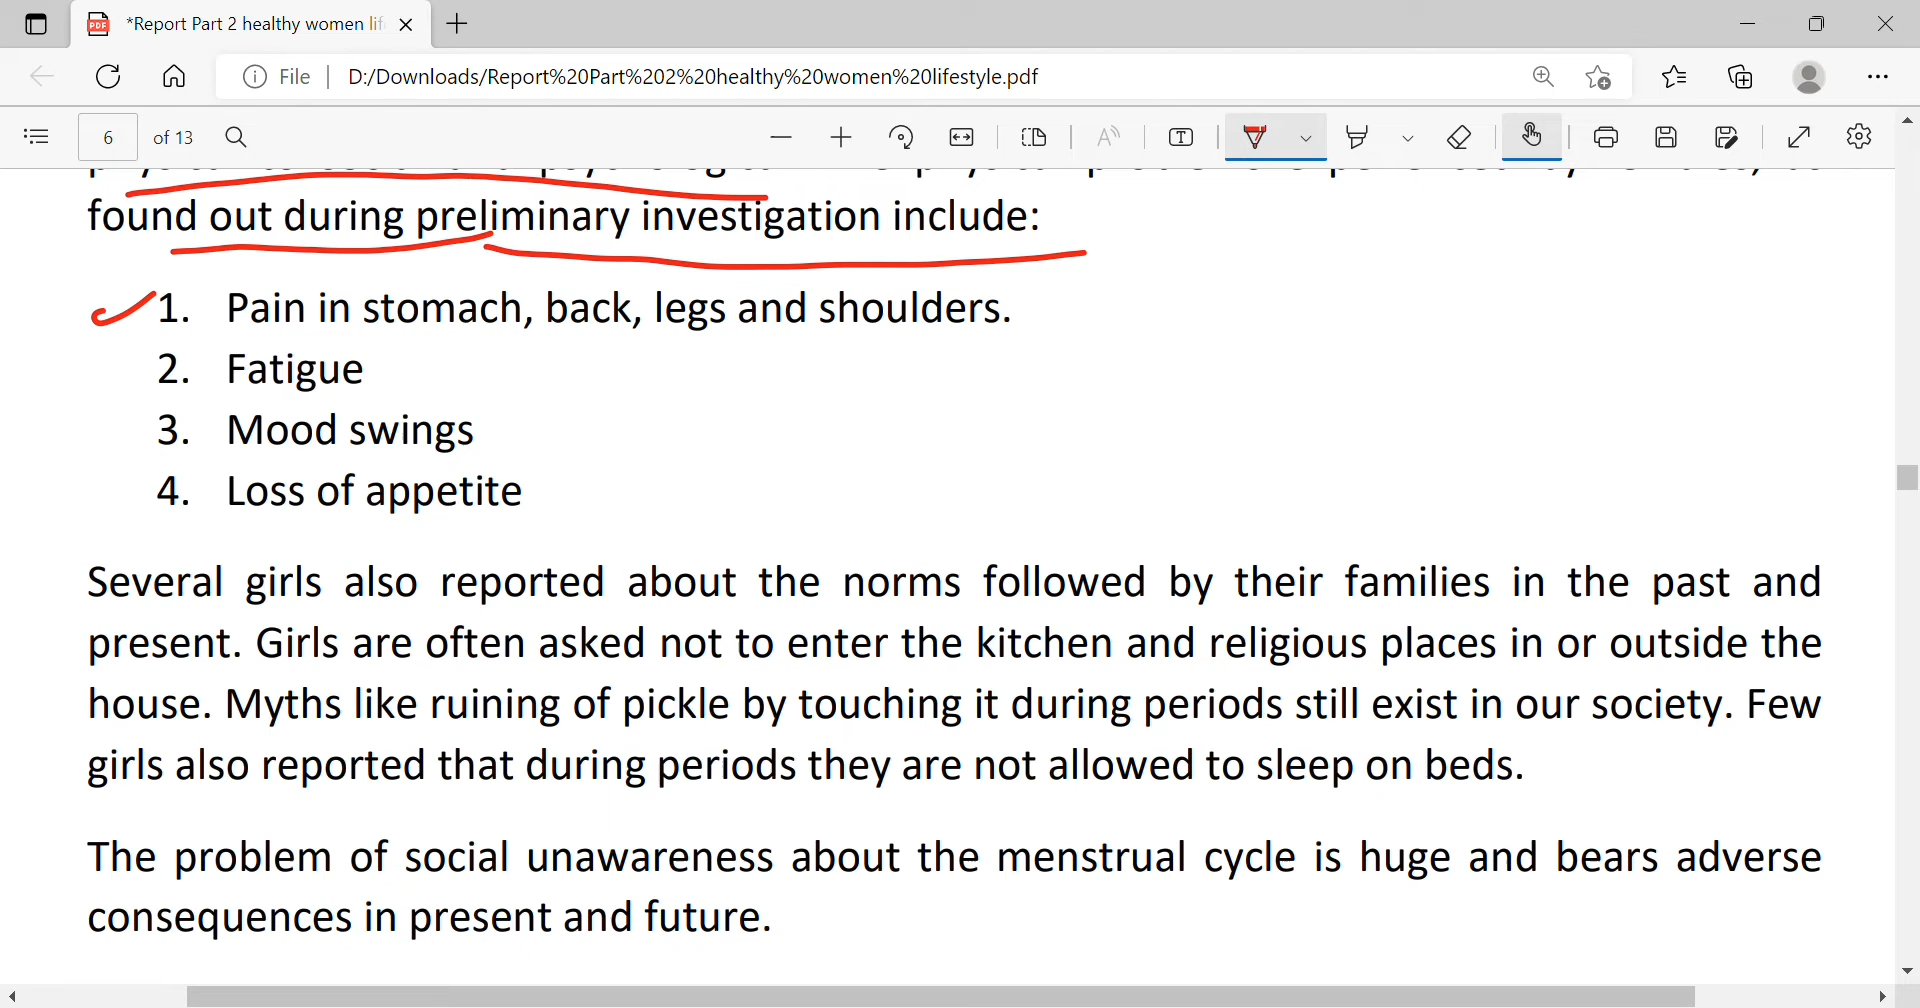 *Report Part 2 healthy women lif
File D:/Downloads/Report%20Part%202%20healthy%20women%20lifestyle.pdf
6 of 13
found out during preliminary investigation include:
1. Pain in stomach, back, legs and shoulders.
2. Fatigue
3. Mood swings
4. Loss of appetite
Several girls also reported about the norms followed by their families in the past and
present. Girls are often asked not to enter the kitchen and religious places in or outside the
house. Myths like ruining of pickle by touching it during periods still exist in our society. Few
girls also reported that during periods they are not allowed to sleep on beds.
The problem of social unawareness about the menstrual cycle is huge and bears adverse
consequences in present and future.